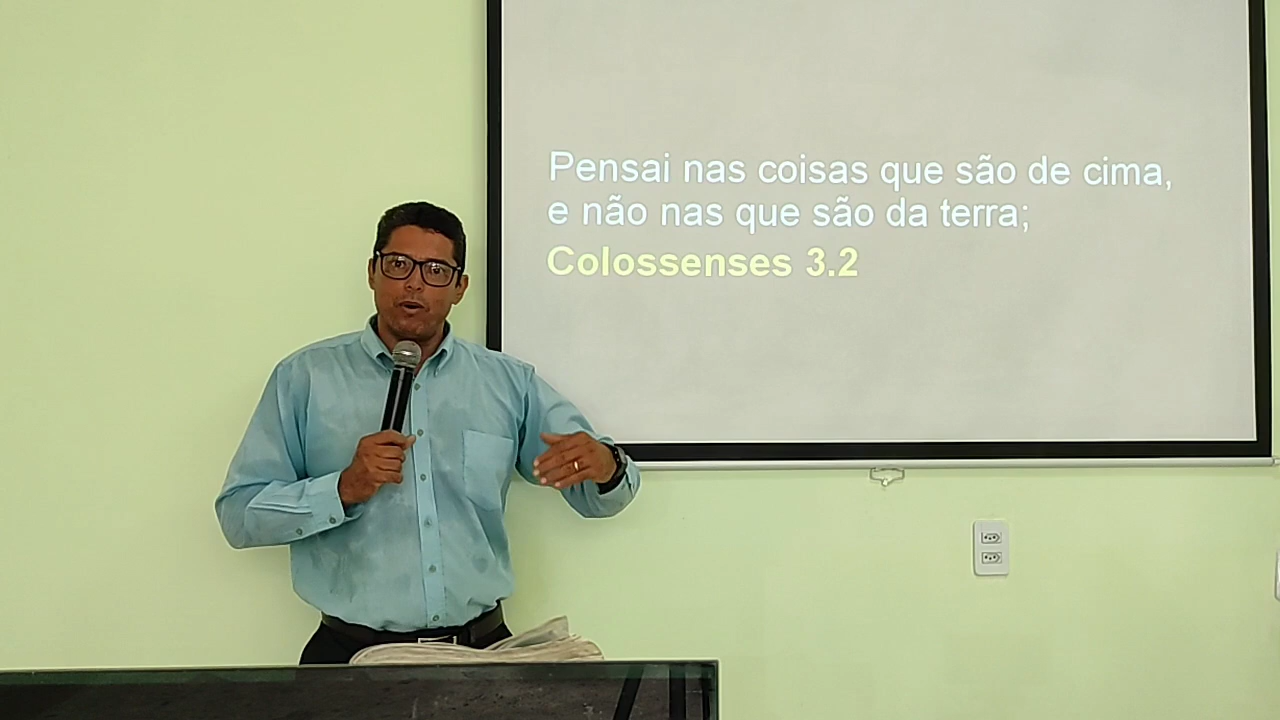 Pensai nas coisas que são de cima,
e não nas que são da terra;
Colossenses 3.2